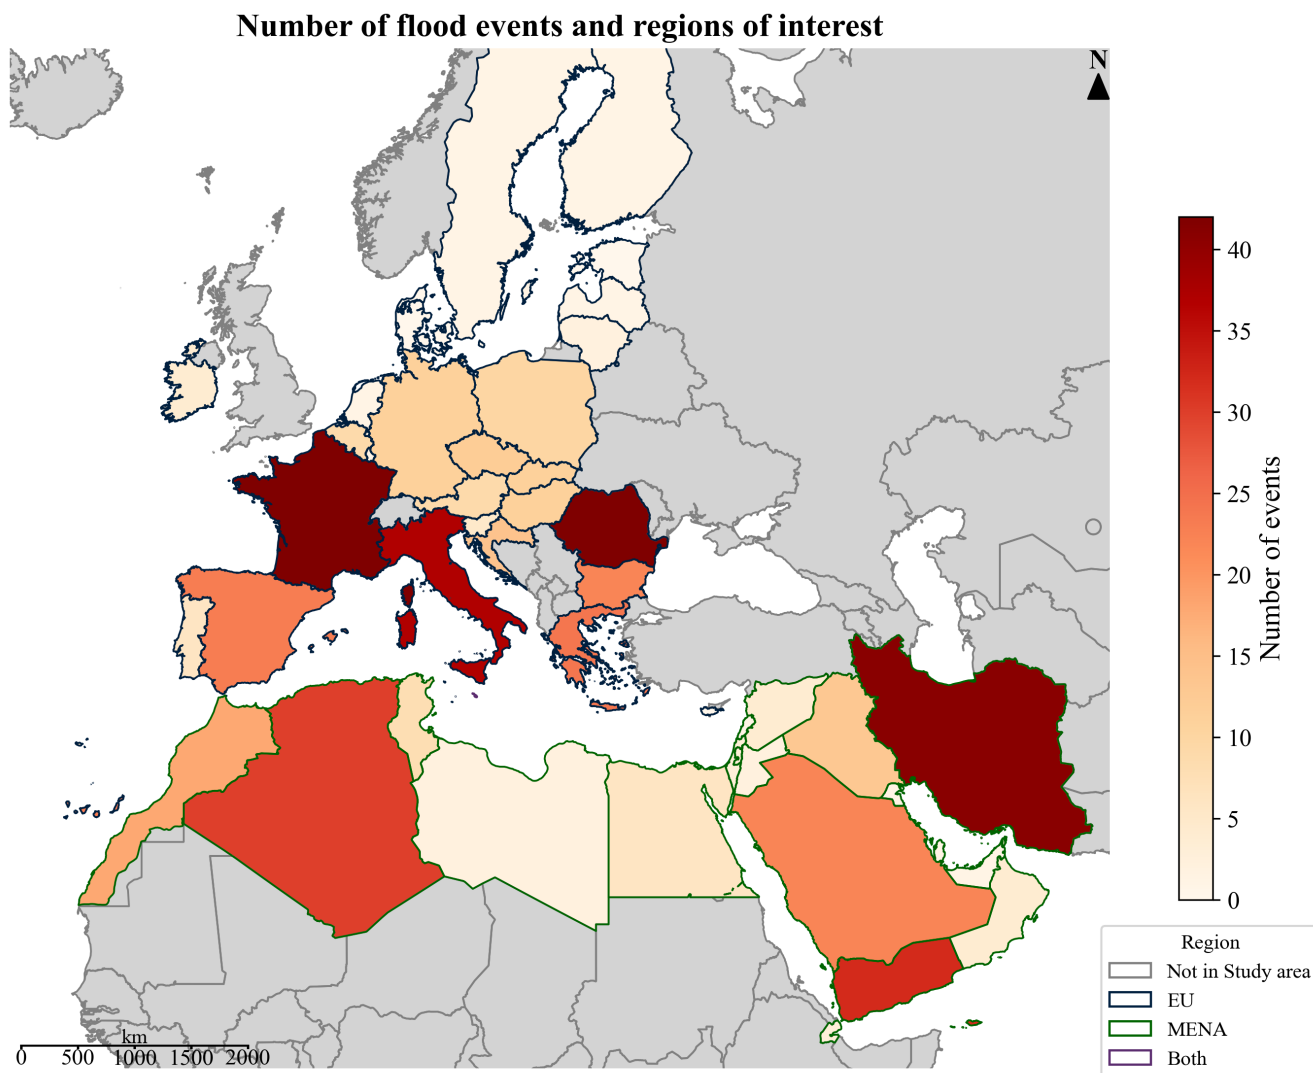 Number of flood events and regions of interest
N
40
35
30
25
20
15
10
5
0
Number of events
Region
Not in Study area
EU
MENA
Both
km
0 500 1000 1500 2000